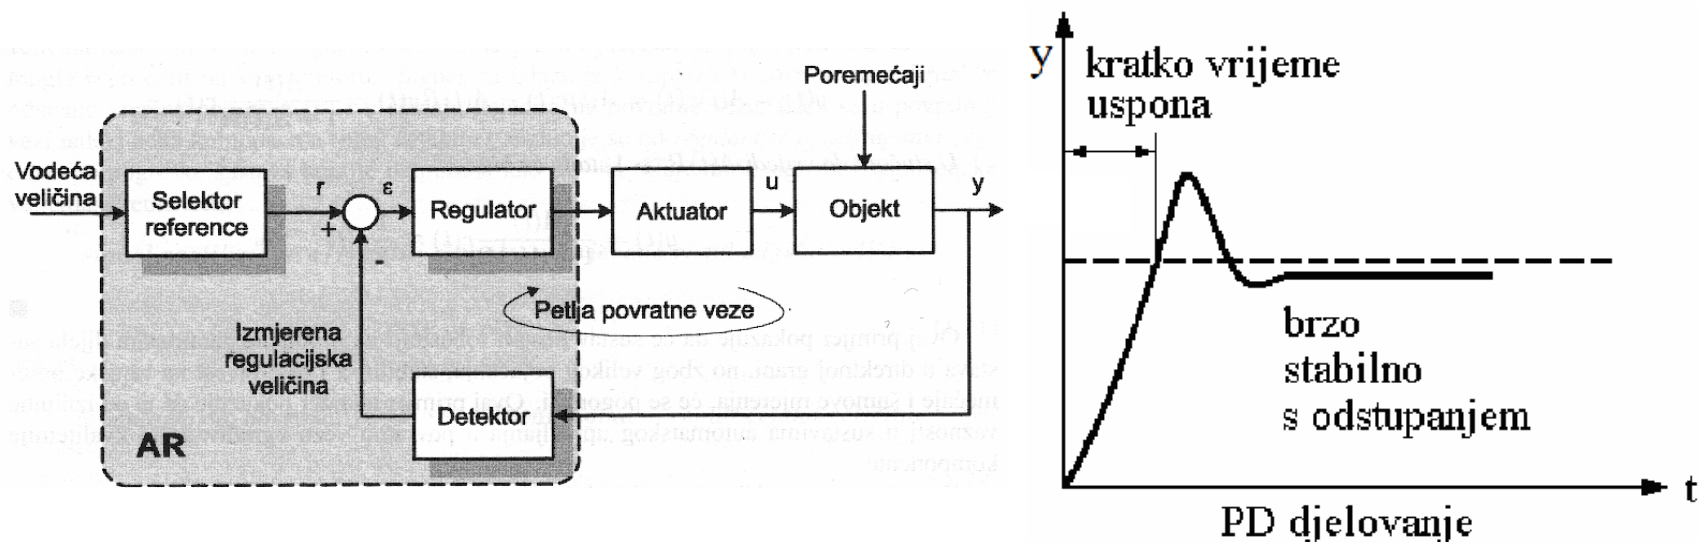 Poremećaji
Vodeća
veličina
Selektor
reference
r
+
-
ε
Regulator
Aktuator
u
Objekt
y
Petlja povratne veze
Izmjerena
regulacijska
veličina
Detektor
AR
y
kratko vrijeme
uspona
brzo
stabilno
s odstupanjem
t
PD djelovanje